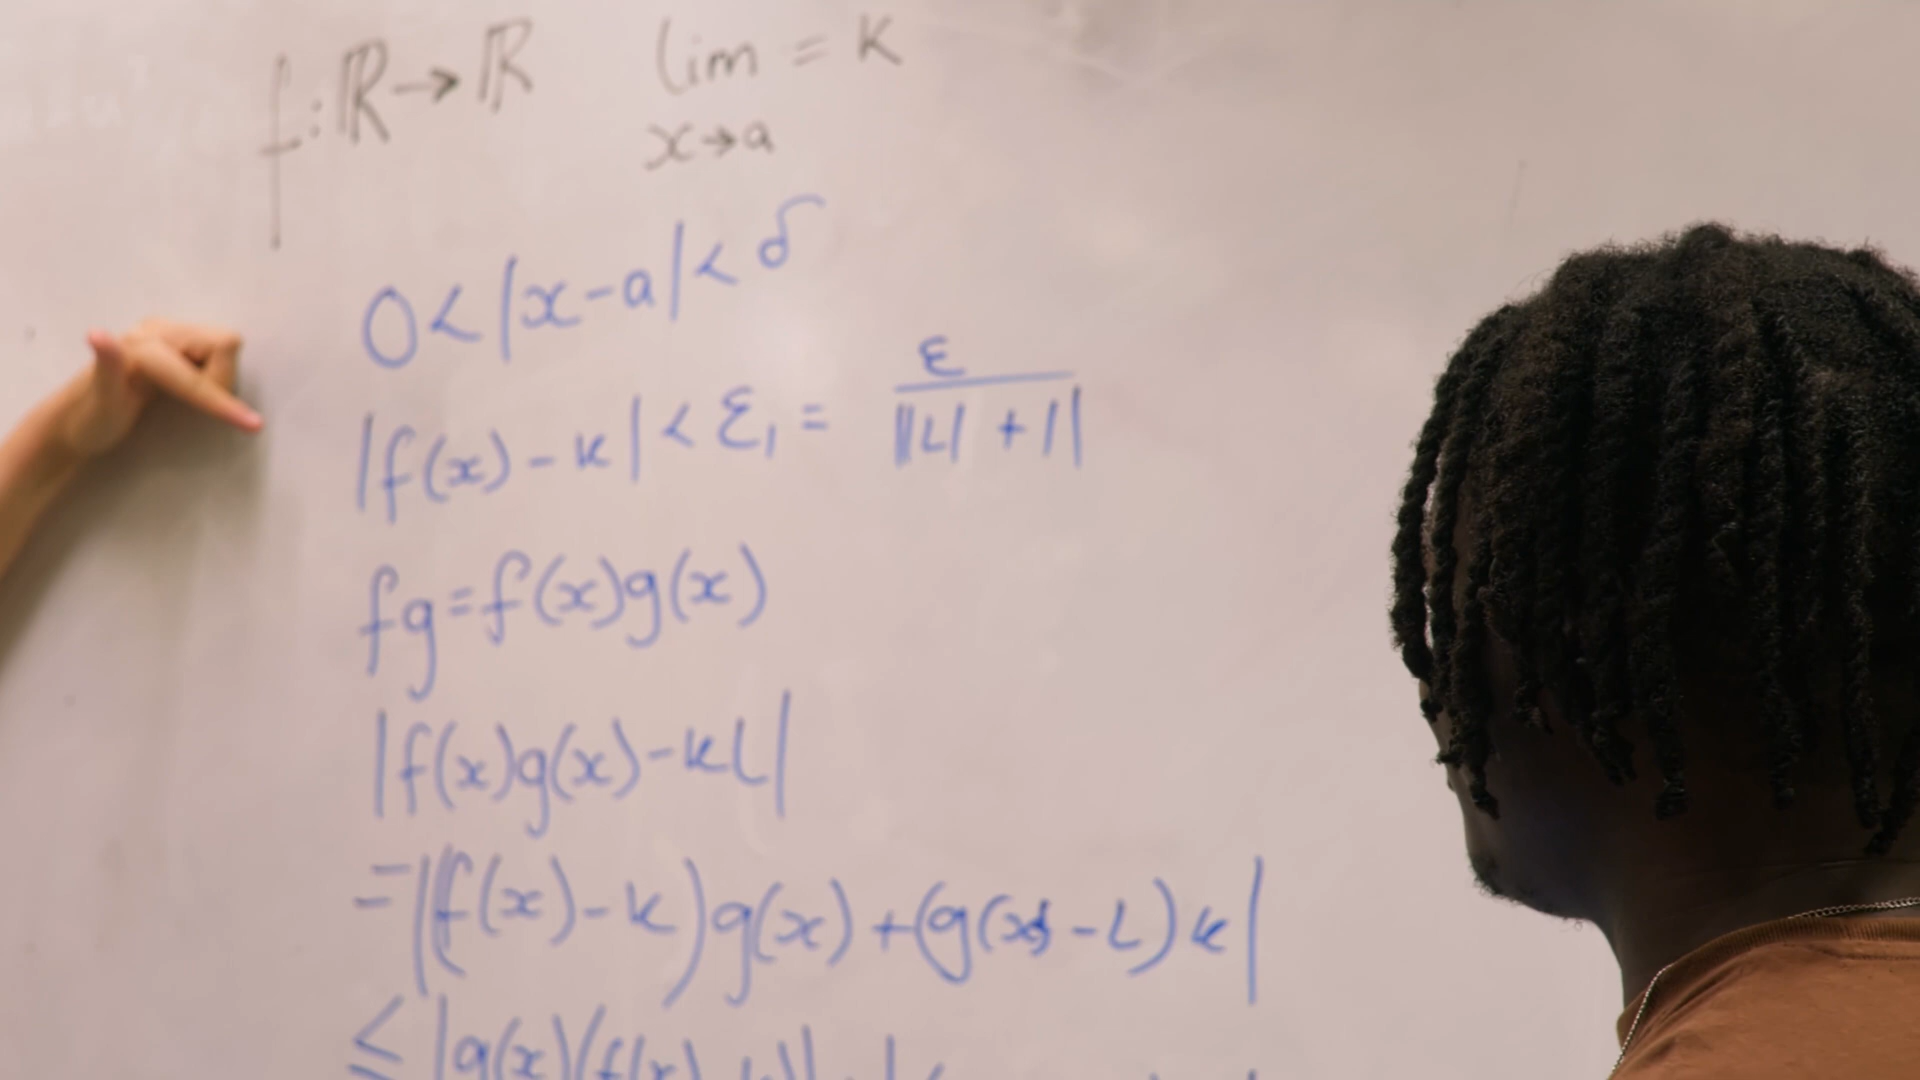 f: ℝ → ℝ lim = K
x→a
0 < |x-a| < δ
|f(x) - k| < ε₁ = ε / ||L| + 1|
fg = f(x)g(x)
|f(x)g(x) - kL|
= |(f(x) - k)g(x) + (g(x) - L)k|
≤ |g(x)(f(x)